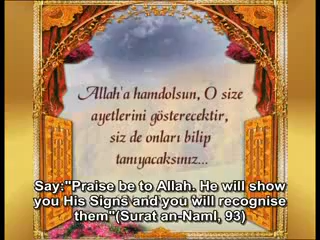 Allah'a hamdolsun, O size
ayetlerini gösterecektir,
siz de onları bilip
tanıyacaksınız...
Say:"Praise be to Allah. He will show
you His Signs and you will recognise
them"(Surat an-Naml, 93)